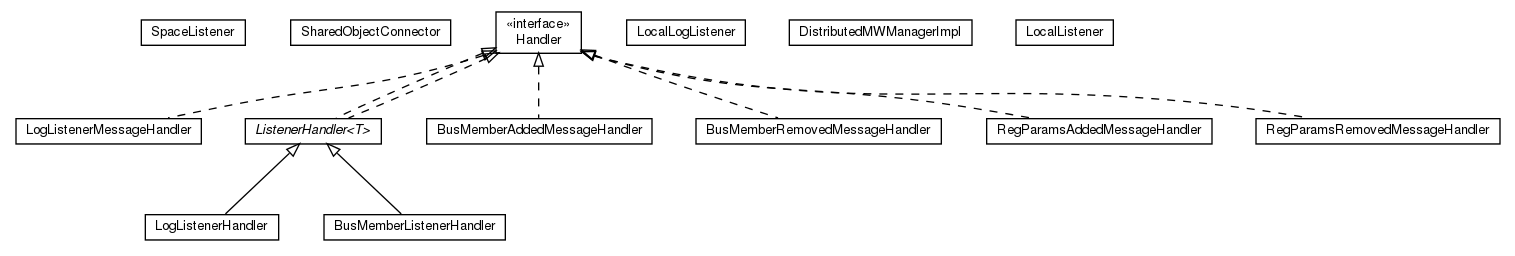 SpaceListener
SharedObjectConnector
«interface»
Handler
LocalLogListener
DistributedMWManagerImpl
LocalListener
LogListenerMessageHandler
ListenerHandler<T>
BusMemberAddedMessageHandler
BusMemberRemovedMessageHandler
RegParamsAddedMessageHandler
RegParamsRemovedMessageHandler
LogListenerHandler
BusMemberListenerHandler